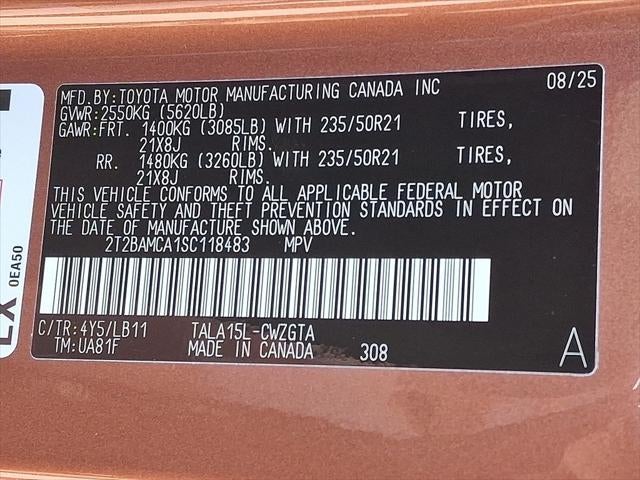 MFD.BY:TOYOTA MOTOR MANUFACTURING CANADA INC 08/25
GVWR:2550KG (5620LB)
GAWR:FRT. 1400KG (3085LB) WITH 235/50R21 TIRES,
21X8J RIMS.
RR. 1480KG (3260LB) WITH 235/50R21 TIRES,
21X8J RIMS.
THIS VEHICLE CONFORMS TO ALL APPLICABLE FEDERAL MOTOR
VEHICLE SAFETY AND THEFT PREVENTION STANDARDS IN EFFECT ON
THE DATE OF MANUFACTURE SHOWN ABOVE.
2T2BAMCA1SC118483 MPV
C/TR:4Y5/LB11 TALA15L-CWZGTA
TM:UA81F MADE IN CANADA 308 A
0EA50